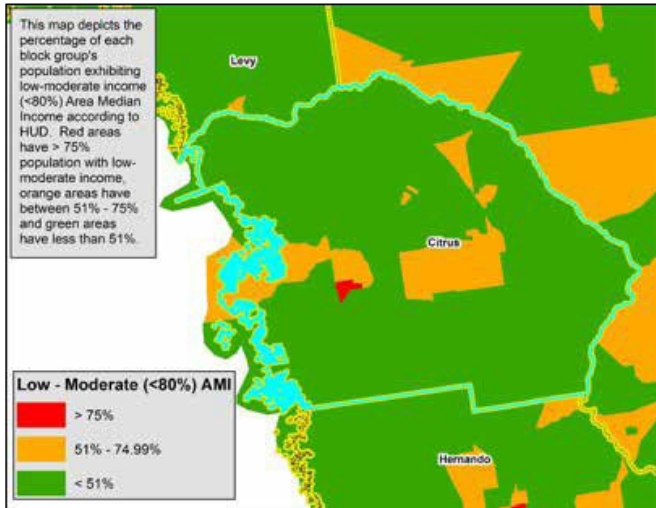 This map depicts the
percentage of each
block group's
population exhibiting
low-moderate income
(<80%) Area Median
Income according to
HUD. Red areas
have > 75%
population with low-
moderate income,
orange areas have
between 51% - 75%
and green areas
have less than 51%.
Levy
Citrus
Low - Moderate (<80%) AMI
> 75%
51% - 74.99%
< 51%
Hernando